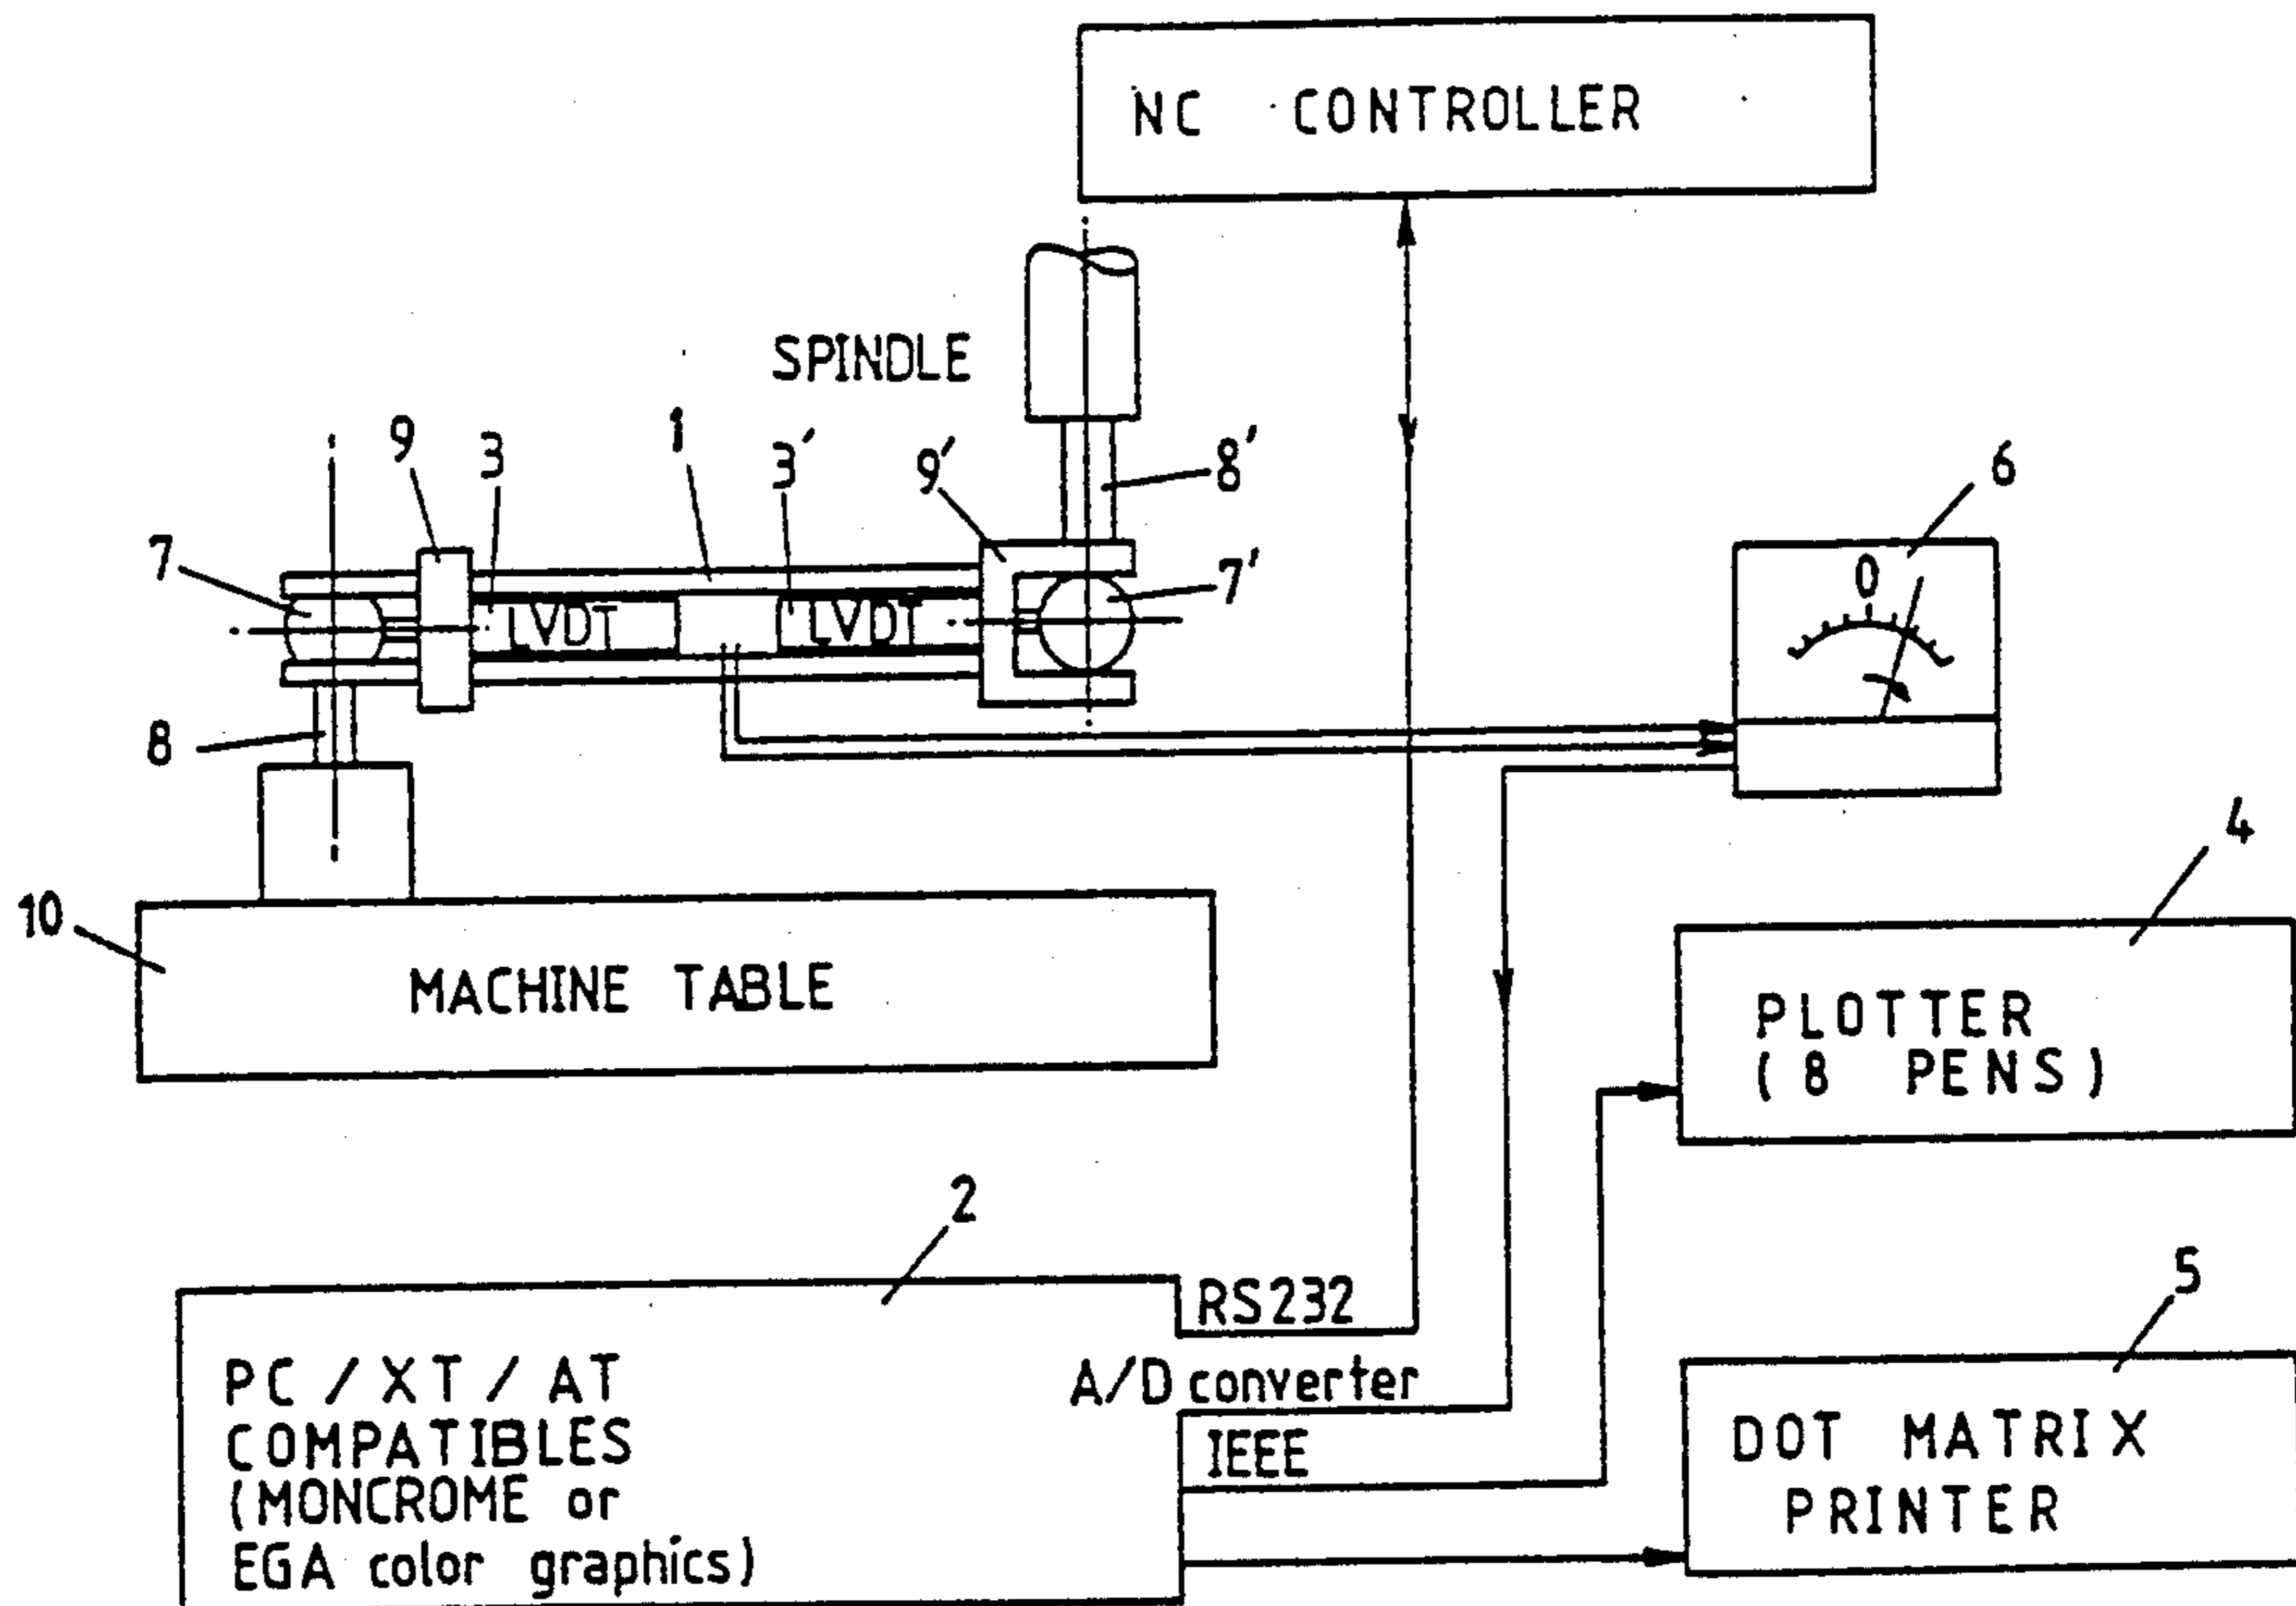 NC CONTROLLER
SPINDLE
9
3
1
3′
9′
8′
6
7
7′
0
LVDT
LVDT
8
4
10
MACHINE TABLE
PLOTTER
(8 PENS)
2
5
RS232
PC/XT/AT
COMPATIBLES
(MONCROME or
EGA color graphics)
A/D converter
IEEE
DOT MATRIX
PRINTER